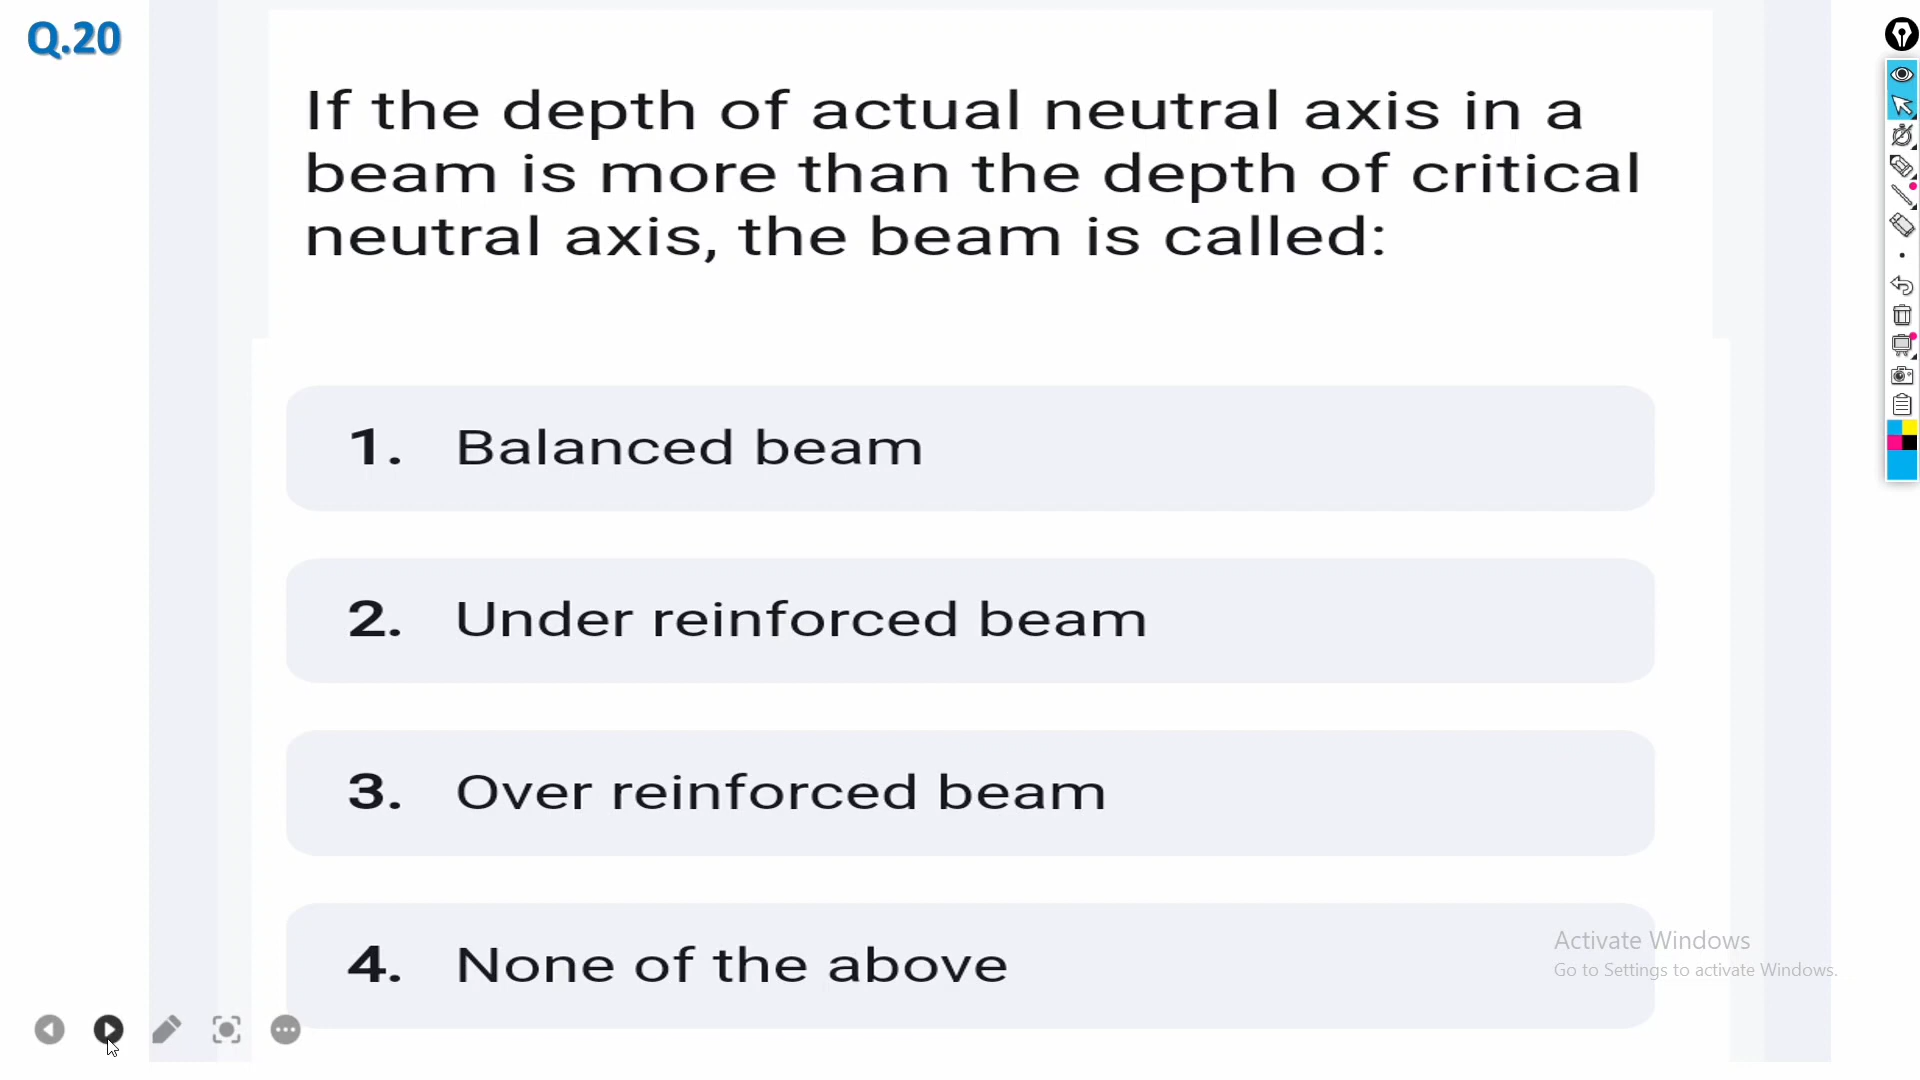 Q.20
If the depth of actual neutral axis in a
beam is more than the depth of critical
neutral axis, the beam is called:
1. Balanced beam
2. Under reinforced beam
3. Over reinforced beam
4. None of the above
Activate Windows
Go to Settings to activate Windows.